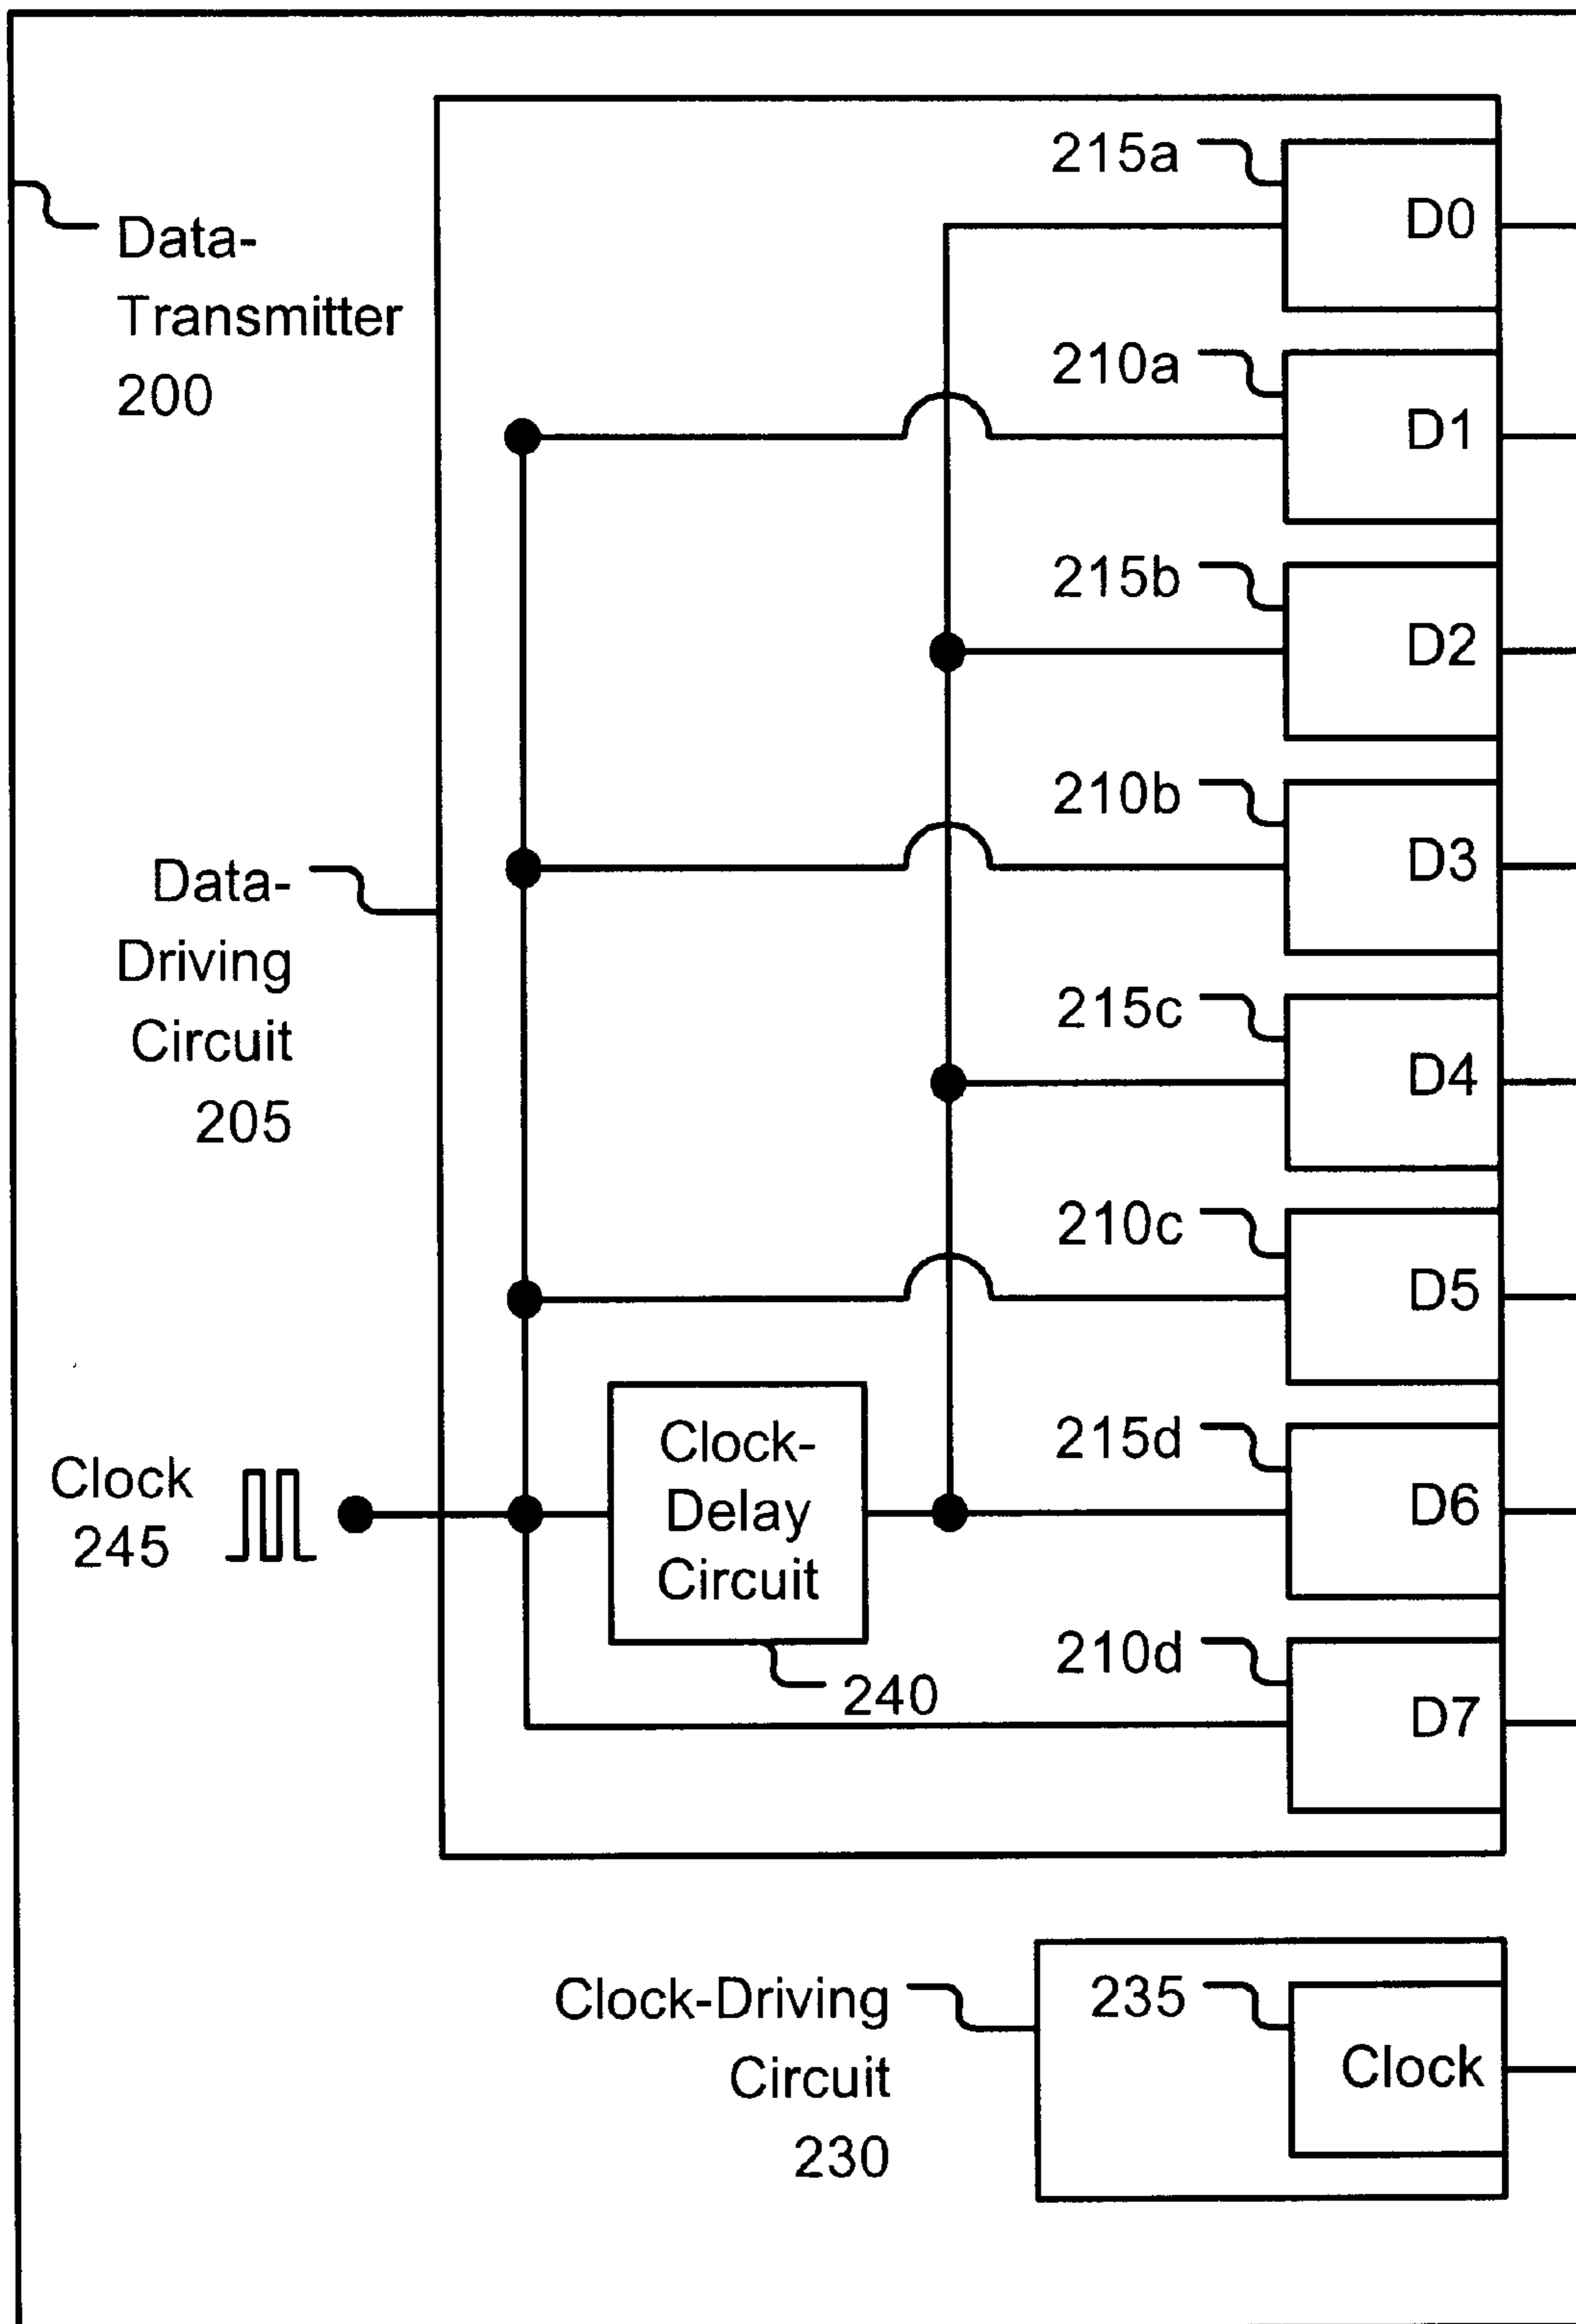 215a
D0
Data-
Transmitter
200
210a
D1
215b
D2
210b
D3
Data-
Driving
Circuit
205
215c
D4
210c
D5
Clock
245
Clock-
Delay
Circuit
240
215d
D6
210d
D7
Clock-Driving
Circuit
230
235
Clock